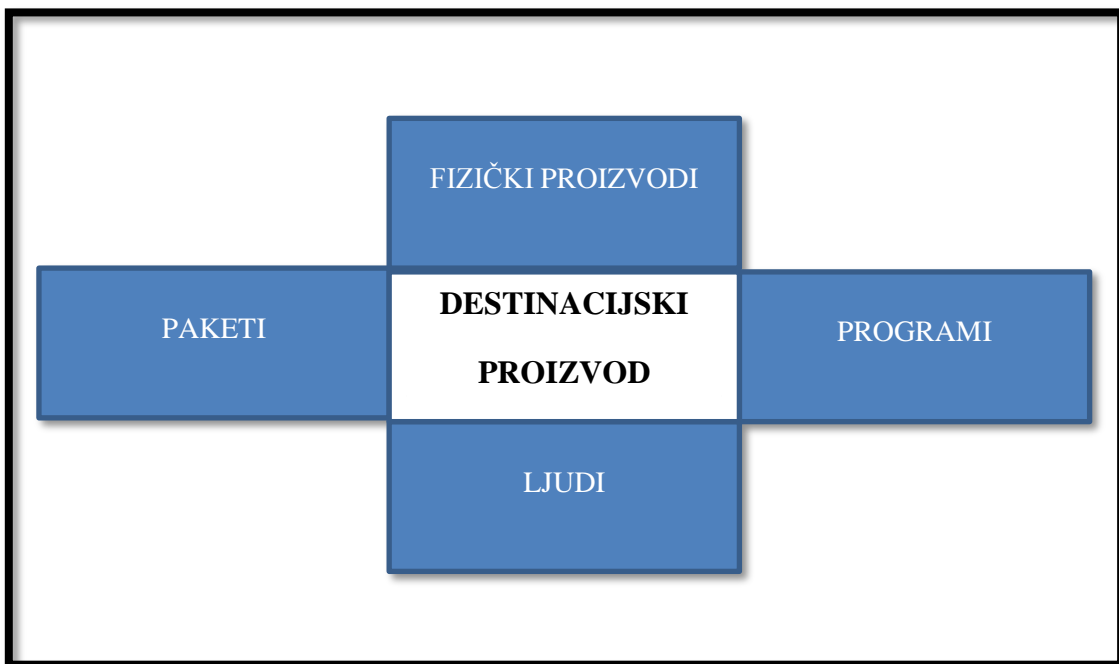 FIZIČKI PROIZVODI
PAKETI
DESTINACIJSKI
PROIZVOD
PROGRAMI
LJUDI